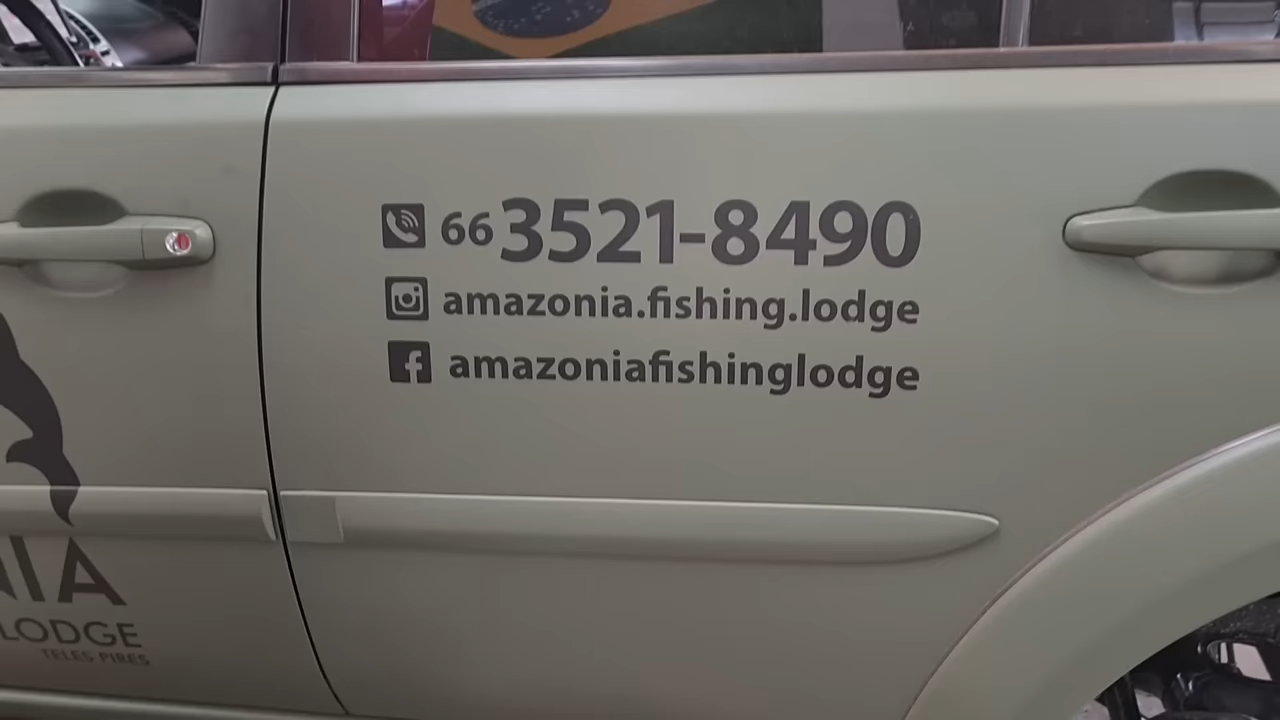 66 3521-8490
amazonia.fishing.lodge
amazoniafishinglodge
NIA
LODGE
TELES PIRES